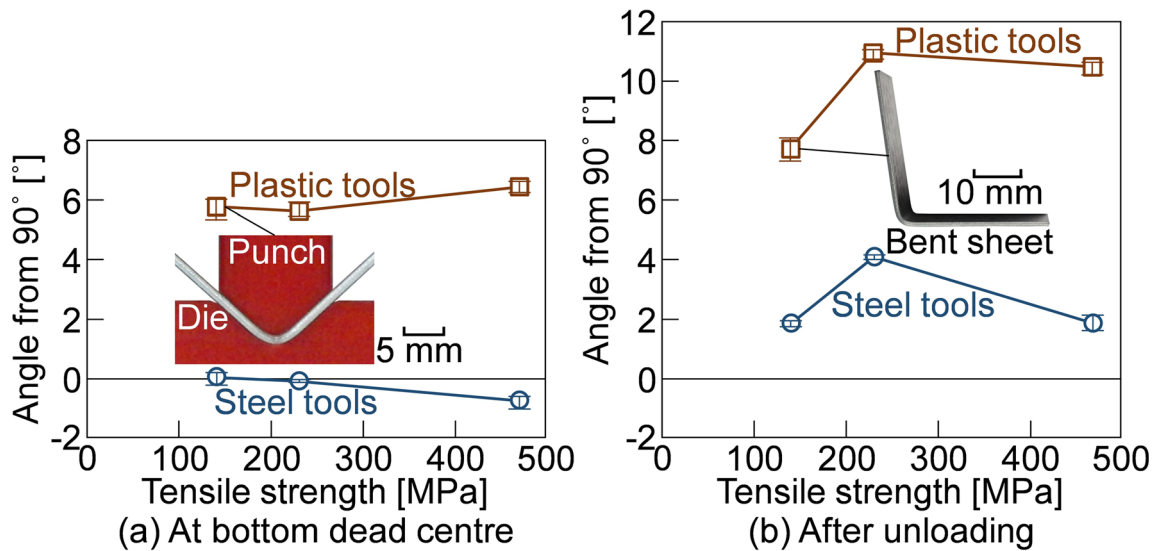 8
6
4
2
0
-2
Angle from 90° [°]
Plastic tools
Punch
Die
5 mm
Steel tools
0 100 200 300 400 500
Tensile strength [MPa]
(a) At bottom dead centre
12
10
8
6
4
2
0
-2
Angle from 90° [°]
Plastic tools
10 mm
Bent sheet
Steel tools
0 100 200 300 400 500
Tensile strength [MPa]
(b) After unloading